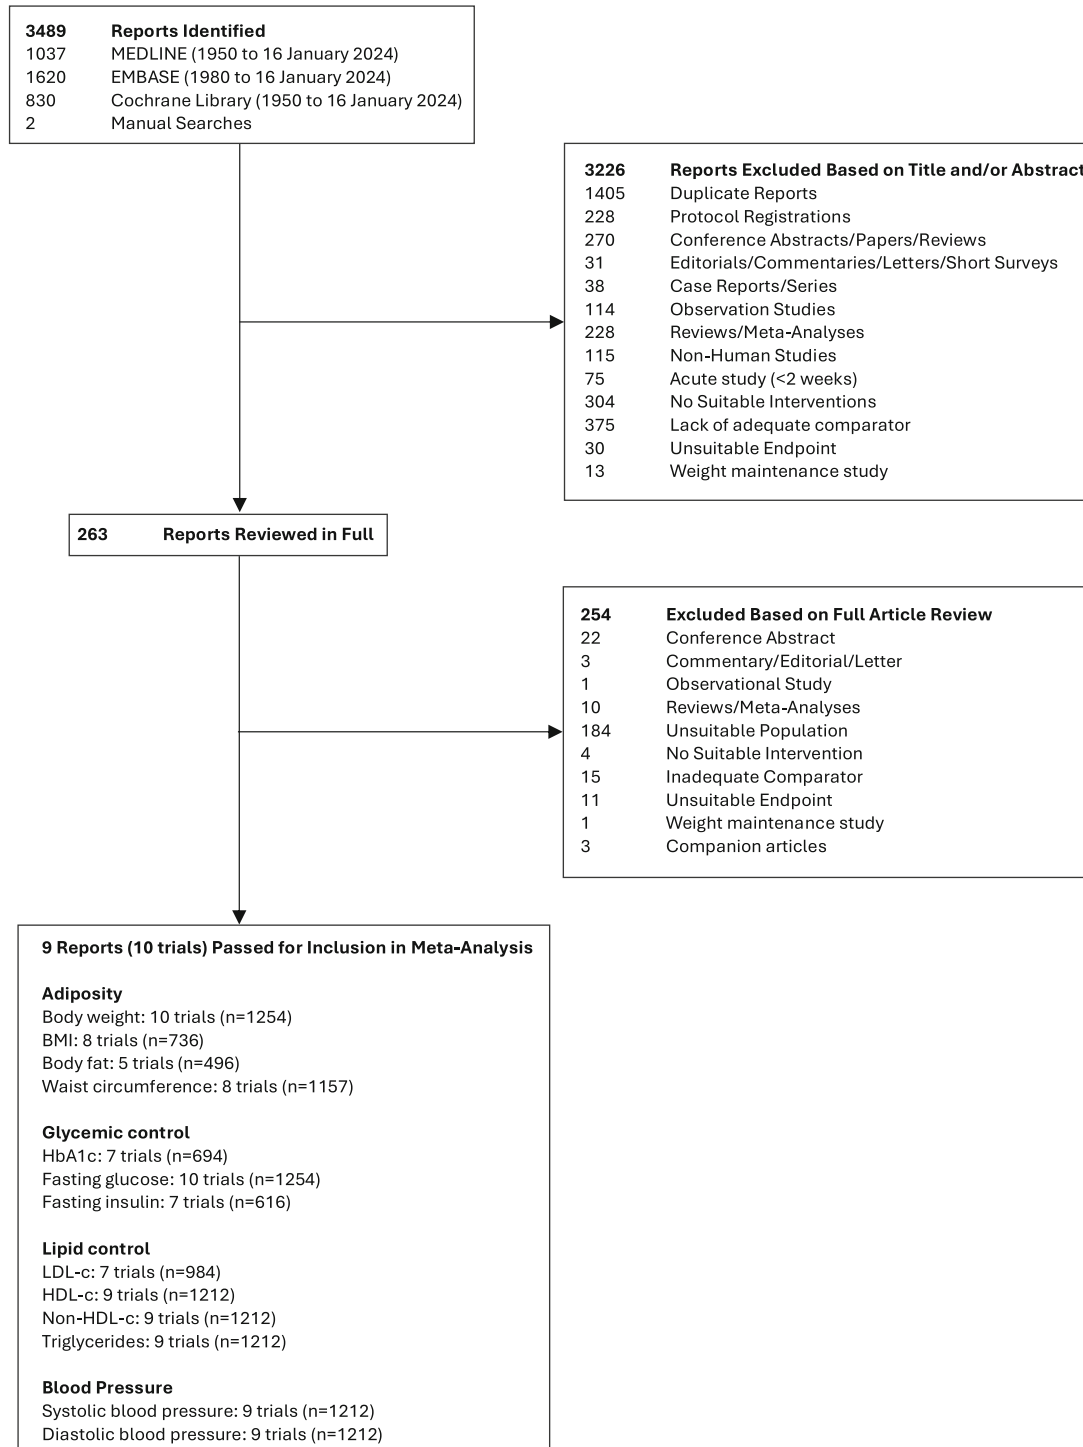 3489 Reports Identified
1037 MEDLINE (1950 to 16 January 2024)
1620 EMBASE (1980 to 16 January 2024)
830 Cochrane Library (1950 to 16 January 2024)
2 Manual Searches
3226 Reports Excluded Based on Title and/or Abstract
1405 Duplicate Reports
228 Protocol Registrations
270 Conference Abstracts/Papers/Reviews
31 Editorials/Commentaries/Letters/Short Surveys
38 Case Reports/Series
114 Observation Studies
228 Reviews/Meta-Analyses
115 Non-Human Studies
75 Acute study (<2 weeks)
304 No Suitable Interventions
375 Lack of adequate comparator
30 Unsuitable Endpoint
13 Weight maintenance study
263 Reports Reviewed in Full
254 Excluded Based on Full Article Review
22 Conference Abstract
3 Commentary/Editorial/Letter
1 Observational Study
10 Reviews/Meta-Analyses
184 Unsuitable Population
4 No Suitable Intervention
15 Inadequate Comparator
11 Unsuitable Endpoint
1 Weight maintenance study
3 Companion articles
9 Reports (10 trials) Passed for Inclusion in Meta-Analysis
Adiposity
Body weight: 10 trials (n=1254)
BMI: 8 trials (n=736)
Body fat: 5 trials (n=496)
Waist circumference: 8 trials (n=1157)
Glycemic control
HbA1c: 7 trials (n=694)
Fasting glucose: 10 trials (n=1254)
Fasting insulin: 7 trials (n=616)
Lipid control
LDL-c: 7 trials (n=984)
HDL-c: 9 trials (n=1212)
Non-HDL-c: 9 trials (n=1212)
Triglycerides: 9 trials (n=1212)
Blood Pressure
Systolic blood pressure: 9 trials (n=1212)
Diastolic blood pressure: 9 trials (n=1212)